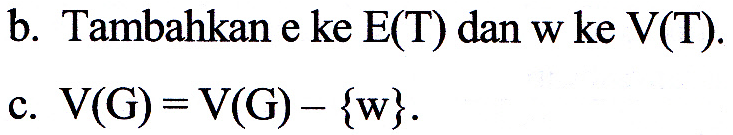 b. Tambahkan e ke E(T) dan w ke V(T).
c. V(G) = V(G) – {w}.